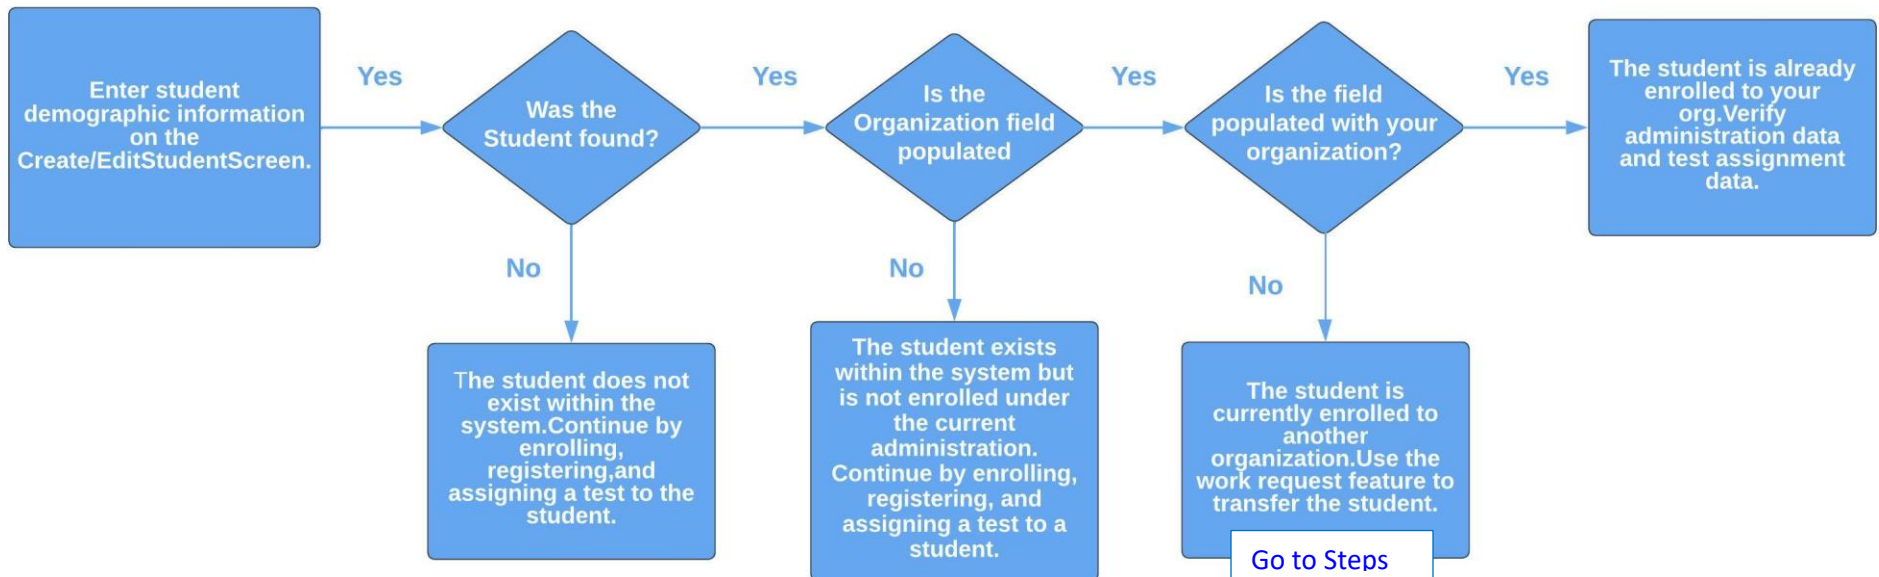 Enter student
demographic information
on the
Create/EditStudentScreen.
Yes
Was the
Student found?
Yes
Is the
Organization field
populated
Yes
Is the field
populated with your
organization?
Yes
The student is already
enrolled to your
org.Verify
administration data
and test assignment
data.
No
The student does not
exist within the
system.Continue by
enrolling,
registering,and
assigning a test to the
student.
No
The student exists
within the system but
is not enrolled under
the current
administration.
Continue by enrolling,
registering, and
assigning a test to a
student.
No
The student is
currently enrolled to
another
organization.Use the
work request feature to
transfer the student.
Go to Steps